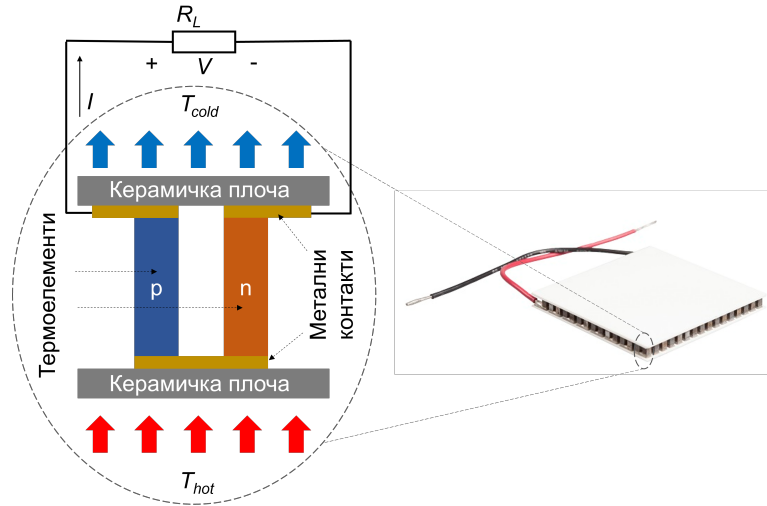 R_L
+ V -
I
T_cold
Керамичка плоча
Термоелементи
p
n
Метални
контакти
Керамичка плоча
T_hot